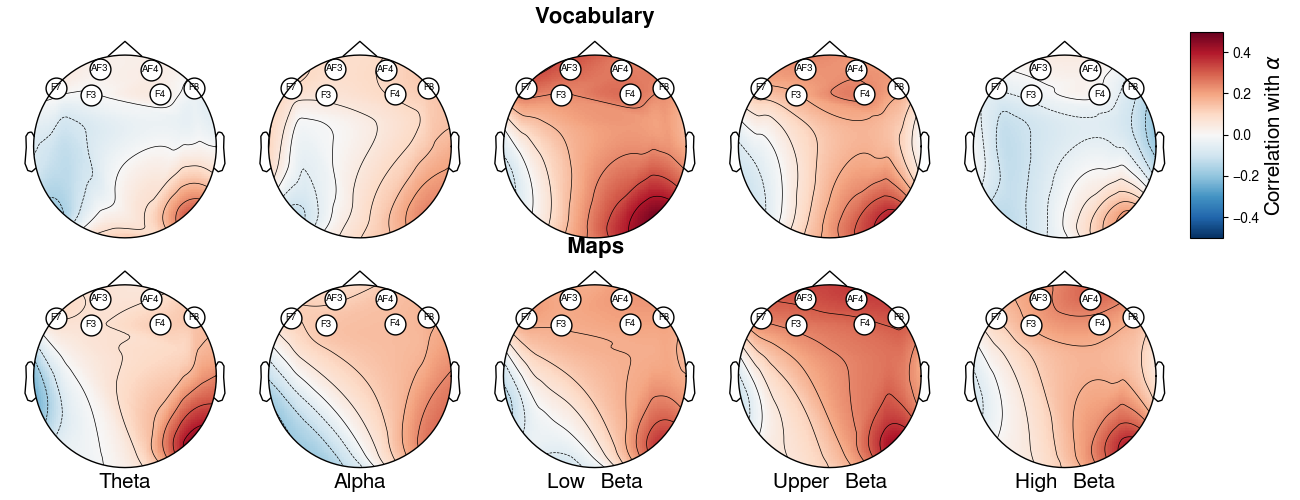 Vocabulary
AF3 AF4 F7 F8 F3 F4
AF3 AF4 F7 F8 F3 F4
AF3 AF4 F7 F8 F3 F4
AF3 AF4 F7 F8 F3 F4
AF3 AF4 F7 F8 F3 F4
0.4
0.2
0.0
−0.2
−0.4
Correlation with α
Maps
AF3 AF4 F7 F8 F3 F4
AF3 AF4 F7 F8 F3 F4
AF3 AF4 F7 F8 F3 F4
AF3 AF4 F7 F8 F3 F4
AF3 AF4 F7 F8 F3 F4
Theta
Alpha
Low Beta
Upper Beta
High Beta